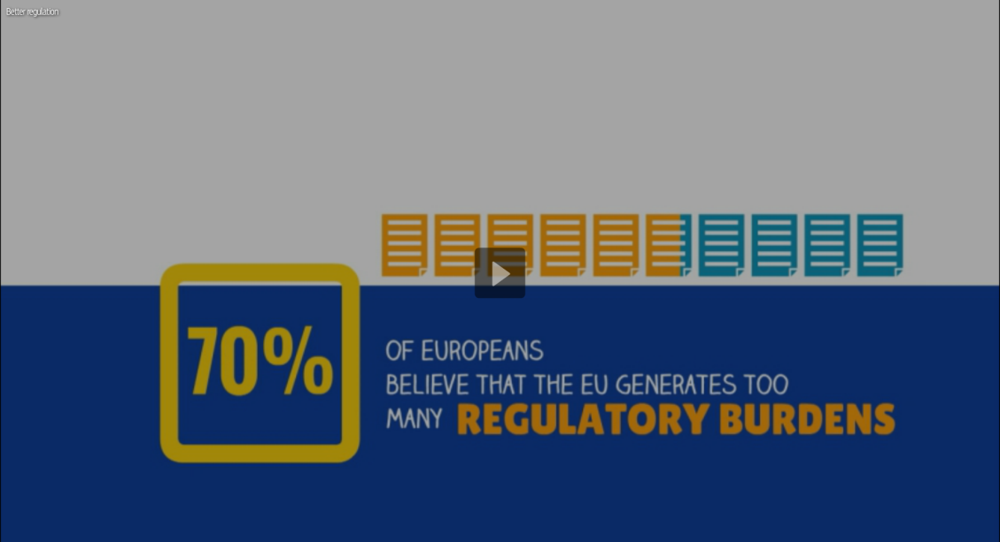 Better regulation
70%
OF EUROPEANS
BELIEVE THAT THE EU GENERATES TOO
MANY REGULATORY BURDENS